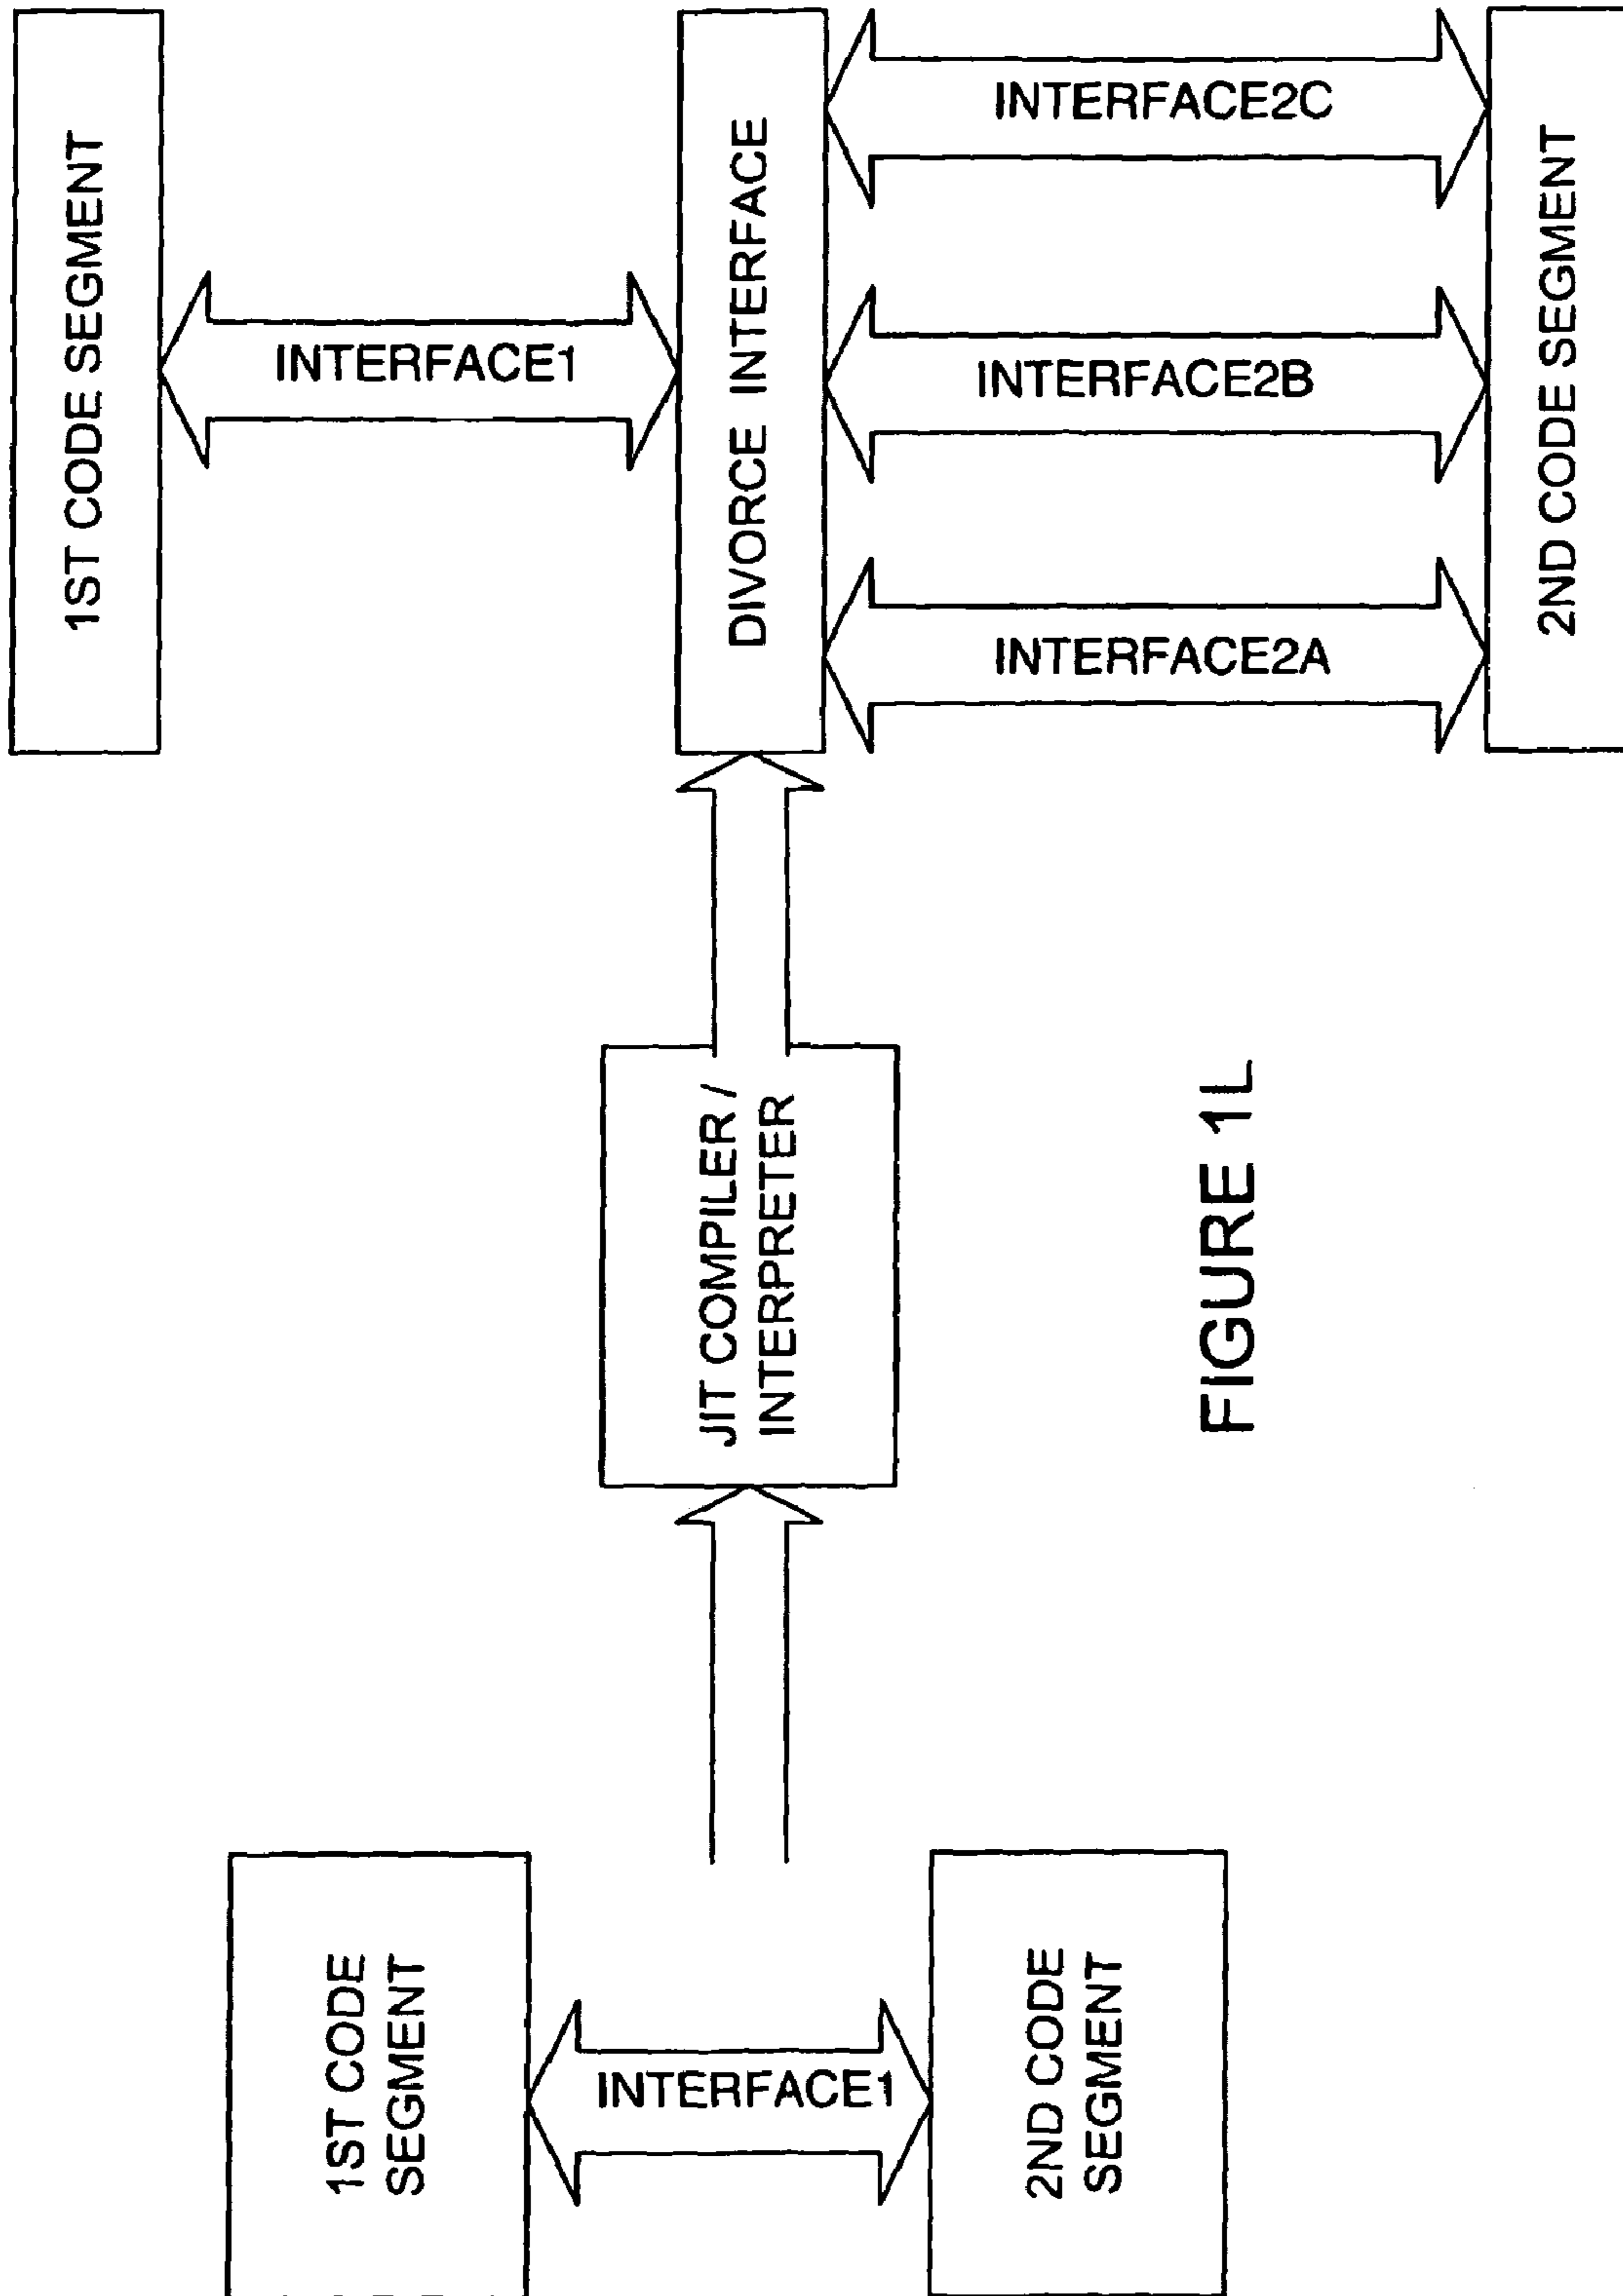 1ST CODE
SEGMENT
INTERFACE1
2ND CODE
SEGMENT
JIT COMPILER /
INTERPRETER
1ST CODE SEGMENT
INTERFACE1
DIVORCE INTERFACE
INTERFACE2A
INTERFACE2B
INTERFACE2C
2ND CODE SEGMENT
FIGURE 1L